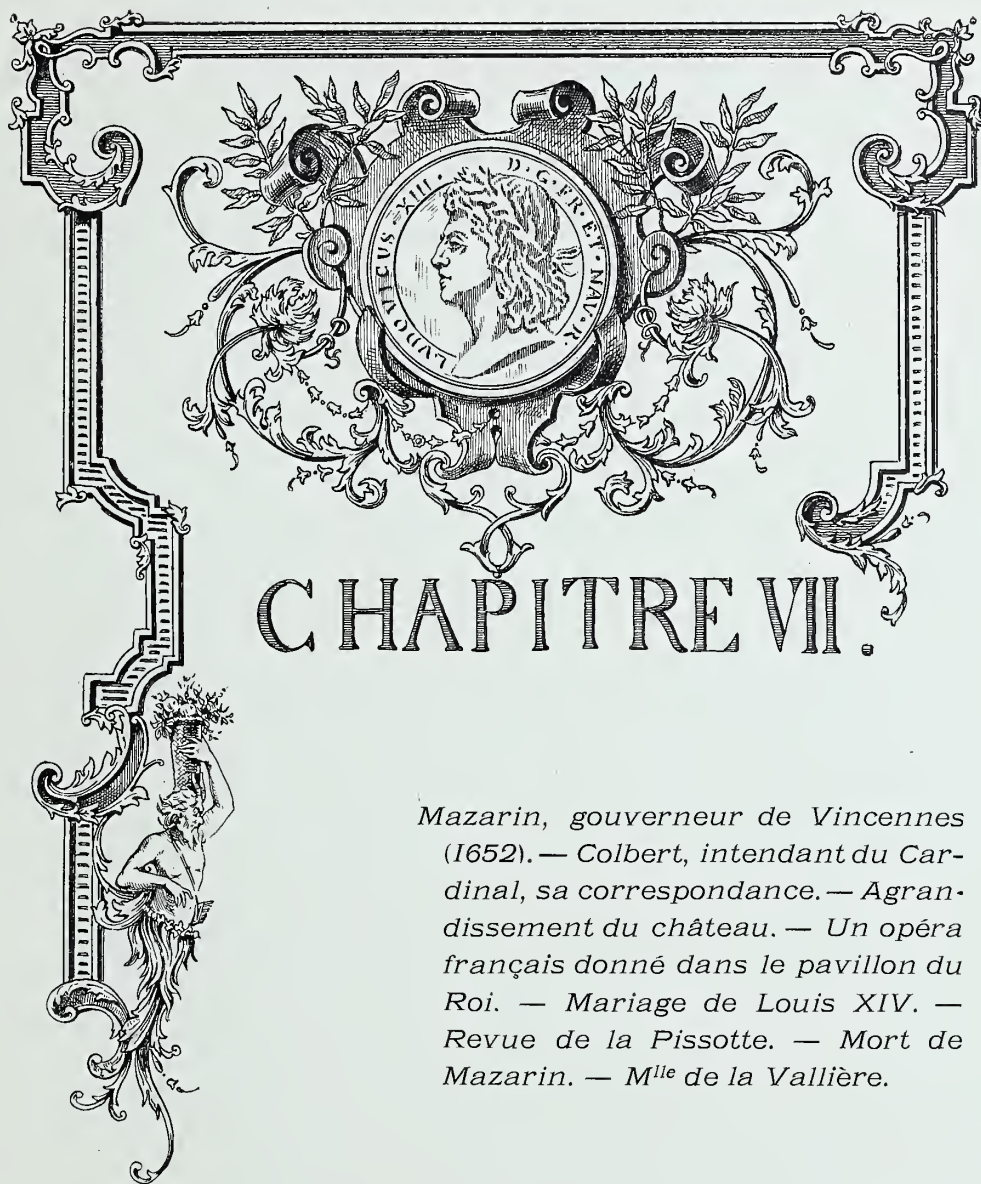 LVDOVICUS · XIIII · D · G · FR · ET · NAV · R ·
CHAPITRE VII.
Mazarin, gouverneur de Vincennes
(1652). — Colbert, intendant du Car-
dinal, sa correspondance. — Agran-
dissement du château. — Un opéra
français donné dans le pavillon du
Roi. — Mariage de Louis XIV. —
Revue de la Pissotte. — Mort de
Mazarin. — Mlle de la Vallière.